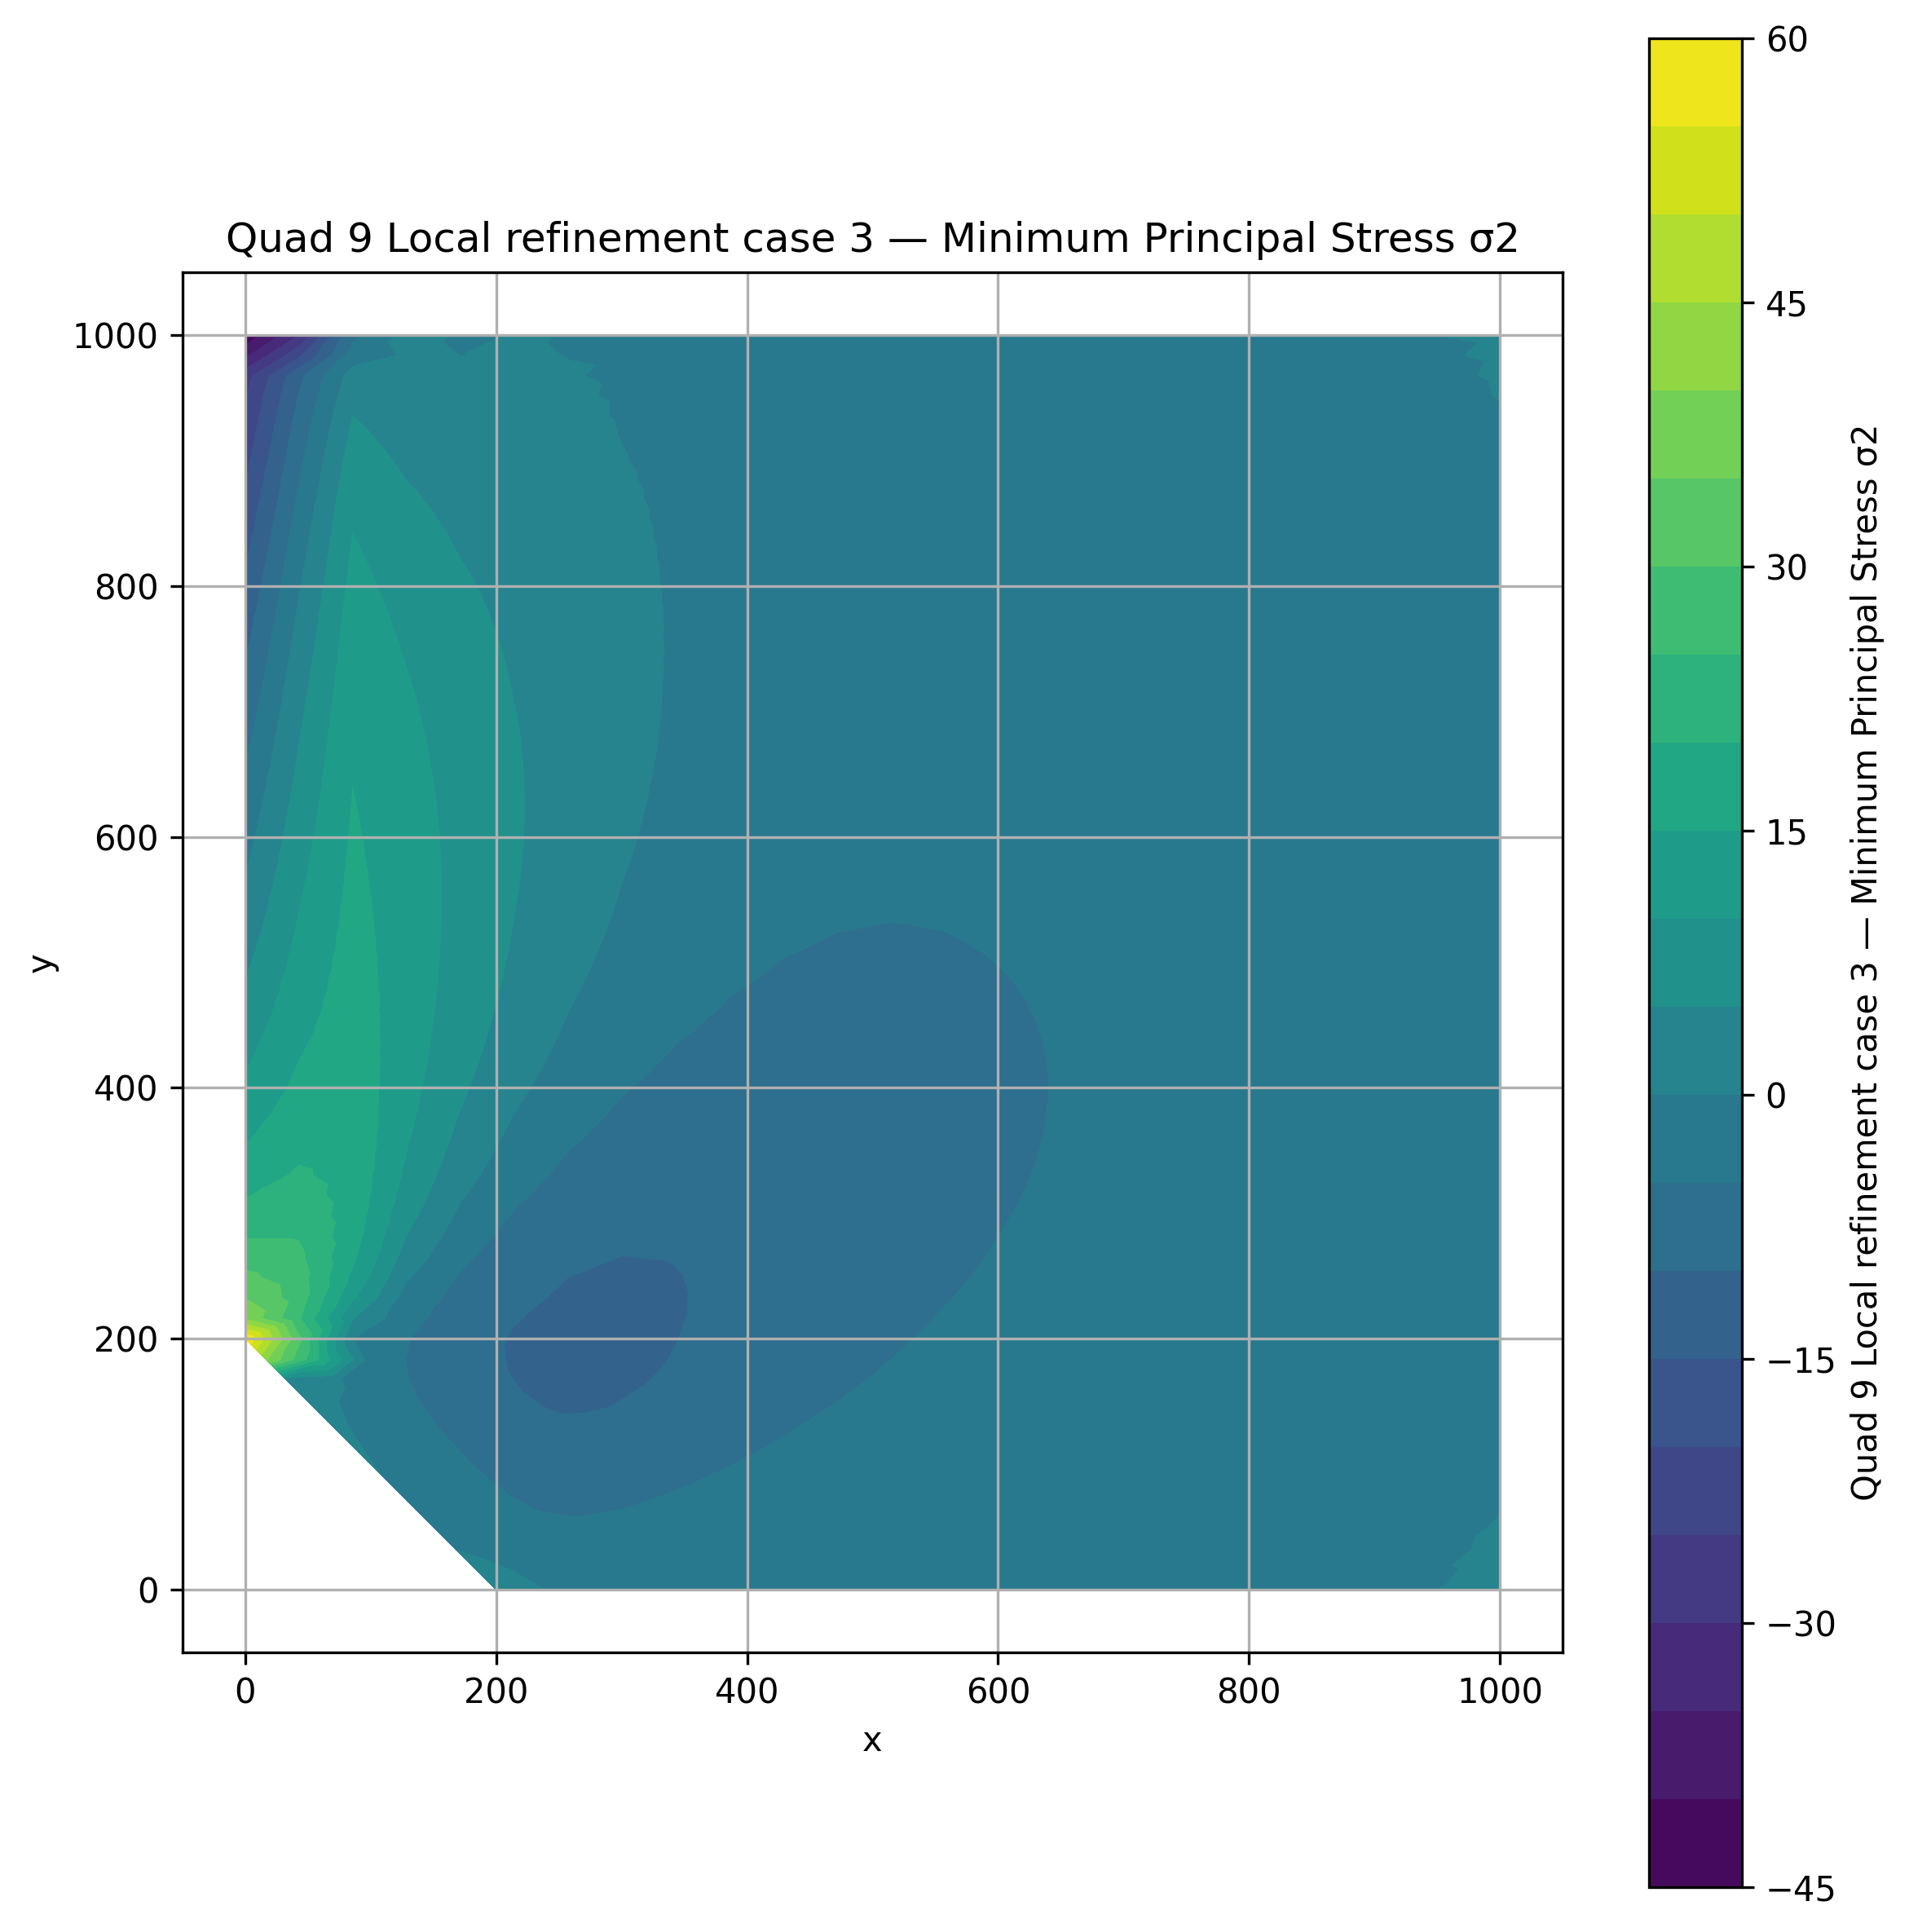 Quad 9 Local refinement case 3 — Minimum Principal Stress σ2
1000
800
600
400
200
0
y
0 200 400 600 800 1000
x
60
45
30
15
0
−15
−30
−45
Quad 9 Local refinement case 3 — Minimum Principal Stress σ2